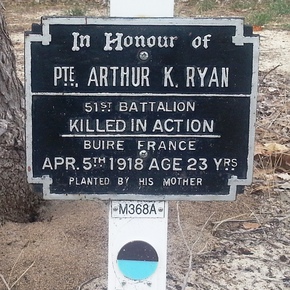 In Honour of
PTE. ARTHUR K. RYAN
51ST BATTALION
KILLED IN ACTION
BUIRE FRANCE
APR. 5TH 1918 AGE 23 YRS
PLANTED BY HIS MOTHER
M368A